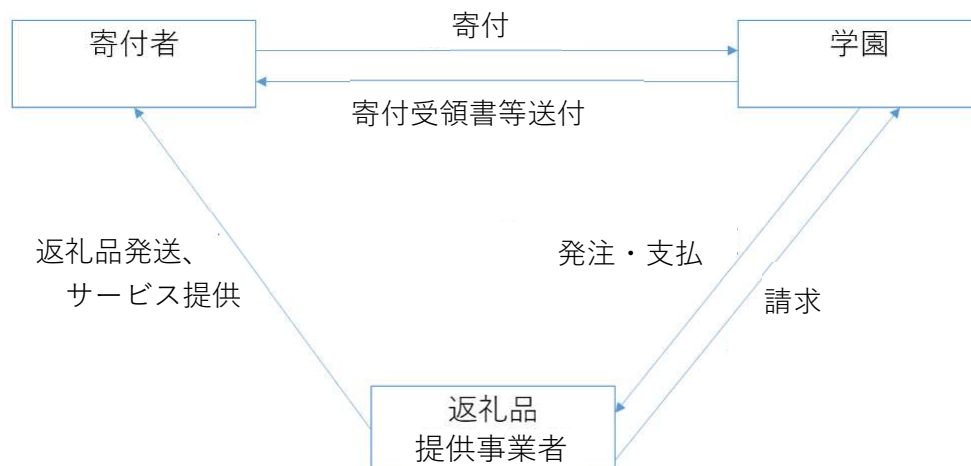 寄付
寄付者
学園
寄付受領書等送付
返礼品発送、
サービス提供
発注・支払
請求
返礼品
提供事業者